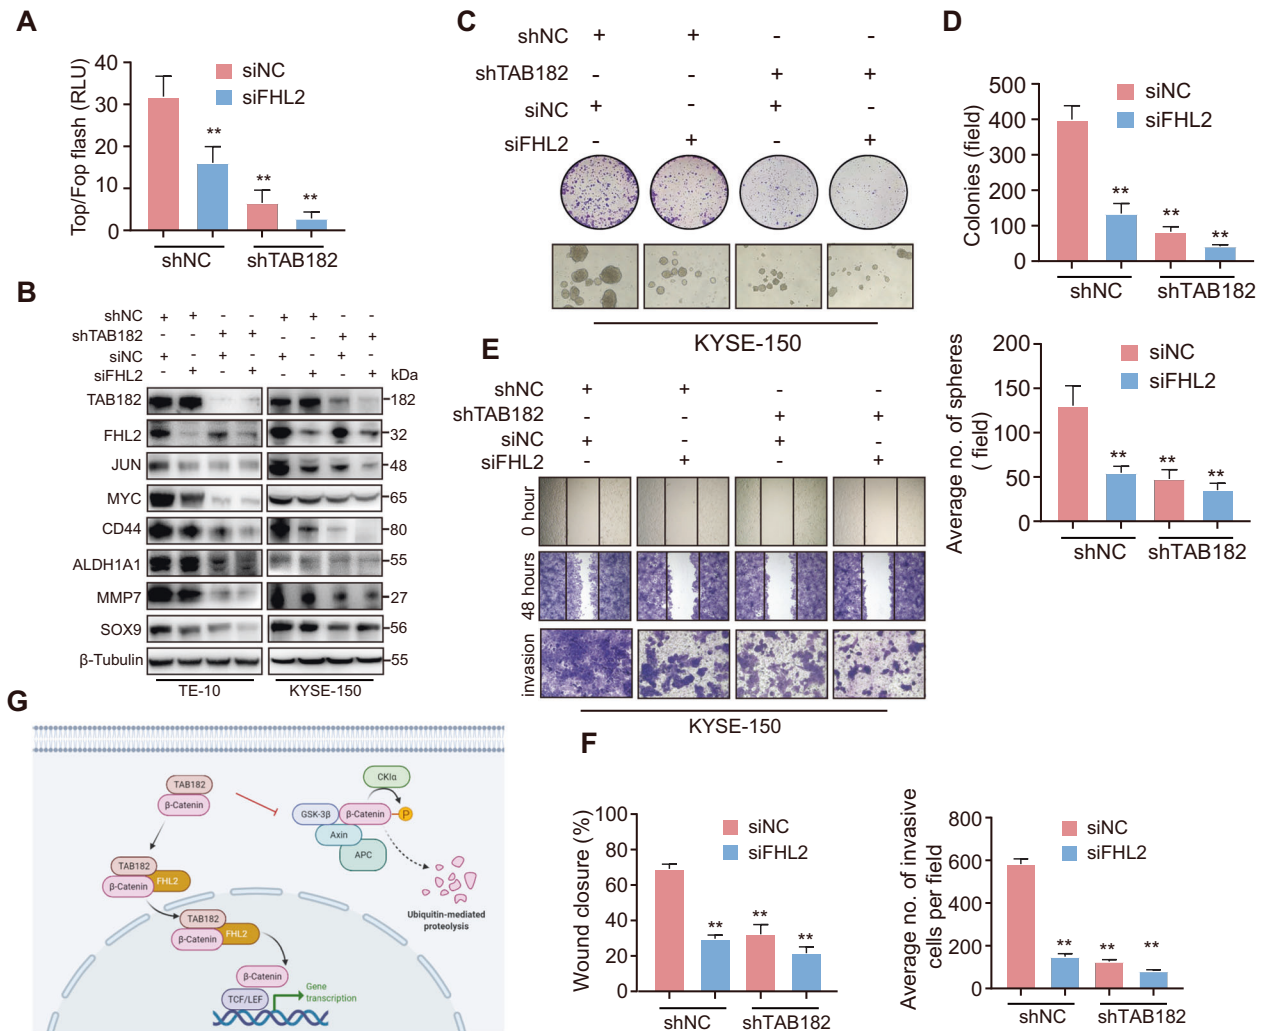 A
Top/Fop flash (RLU)
40
30
20
10
0
siNC
siFHL2
**
**
**
shNC
shTAB182
B
shNC + + - - + + - -
shTAB182 - - + + - - + +
siNC + - + - + - + -
siFHL2 - + - + - + - +
kDa
TAB182 182
FHL2 32
JUN 48
MYC 65
CD44 80
ALDH1A1 55
MMP7 27
SOX9 56
β-Tubulin 55
TE-10 KYSE-150
C
shNC + + - -
shTAB182 - - + +
siNC + - + -
siFHL2 - + - +
KYSE-150
D
Colonies (field)
500
400
300
200
100
0
siNC
siFHL2
**
**
**
shNC
shTAB182
Average no. of spheres
( field)
200
150
100
50
0
siNC
siFHL2
**
**
**
shNC
shTAB182
E
shNC + + - -
shTAB182 - - + +
siNC + - + -
siFHL2 - + - +
0 hour
48 hours
invasion
KYSE-150
F
Wound closure (%)
100
80
60
40
20
0
siNC
siFHL2
**
**
**
shNC
shTAB182
Average no. of invasive
cells per field
800
600
400
200
0
siNC
siFHL2
**
**
**
shNC
shTAB182
G
TAB182
β-Catenin
CKIα
GSK-3β
β-Catenin
P
Axin
APC
TAB182
β-Catenin
FHL2
Ubiquitin-mediated
proteolysis
TAB182
β-Catenin
FHL2
β-Catenin
TCF/LEF
Gene
transcription